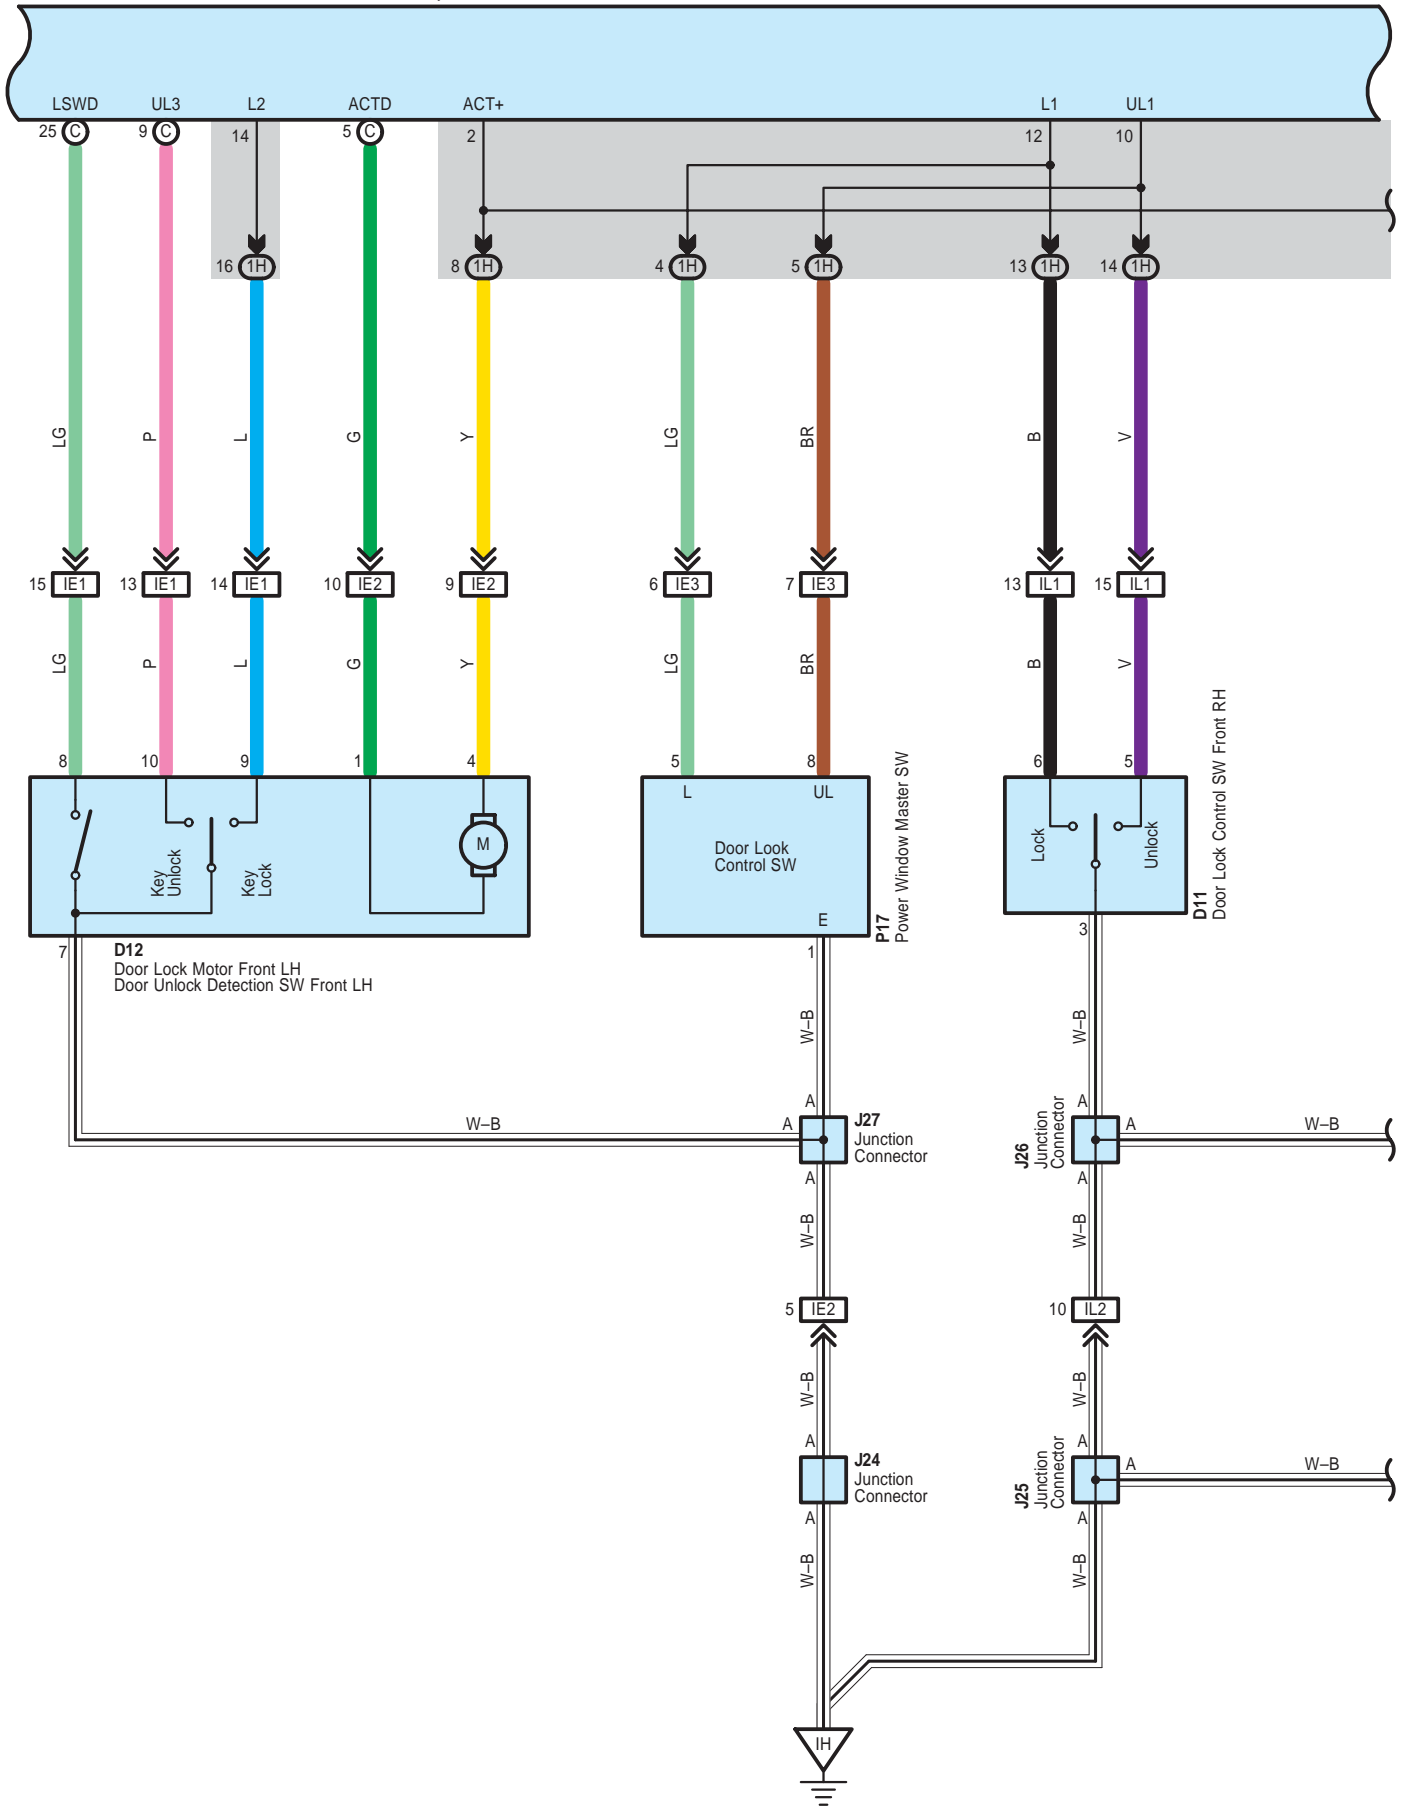 LSWD UL3 L2 ACTD ACT+ L1 UL1
25 C 9 C 14 5 C 2 12 10
16 1H 8 1H 4 1H 5 1H 13 1H 14 1H
LG P L G Y LG BR B V
15 IE1 13 IE1 14 IE1 10 IE2 9 IE2 6 IE3 7 IE3 13 IL1 15 IL1
LG P L G Y LG BR B V
8 10 9 1 4 5 8 6 5
Key
Unlock
Key
Lock
M
7
D12
Door Lock Motor Front LH
Door Unlock Detection SW Front LH
L UL
Door Look
Control SW
E
1
P17
Power Window Master SW
Lock
Unlock
3
D11
Door Lock Control SW Front RH
W–B W–B
A A
W–B A
J27
Junction
Connector
J26
Junction
Connector
A W–B
A A
W–B W–B
5 IE2 10 IL2
W–B W–B
A A
J24
Junction
Connector
J25
Junction
Connector
A W–B
A A
W–B W–B
IH